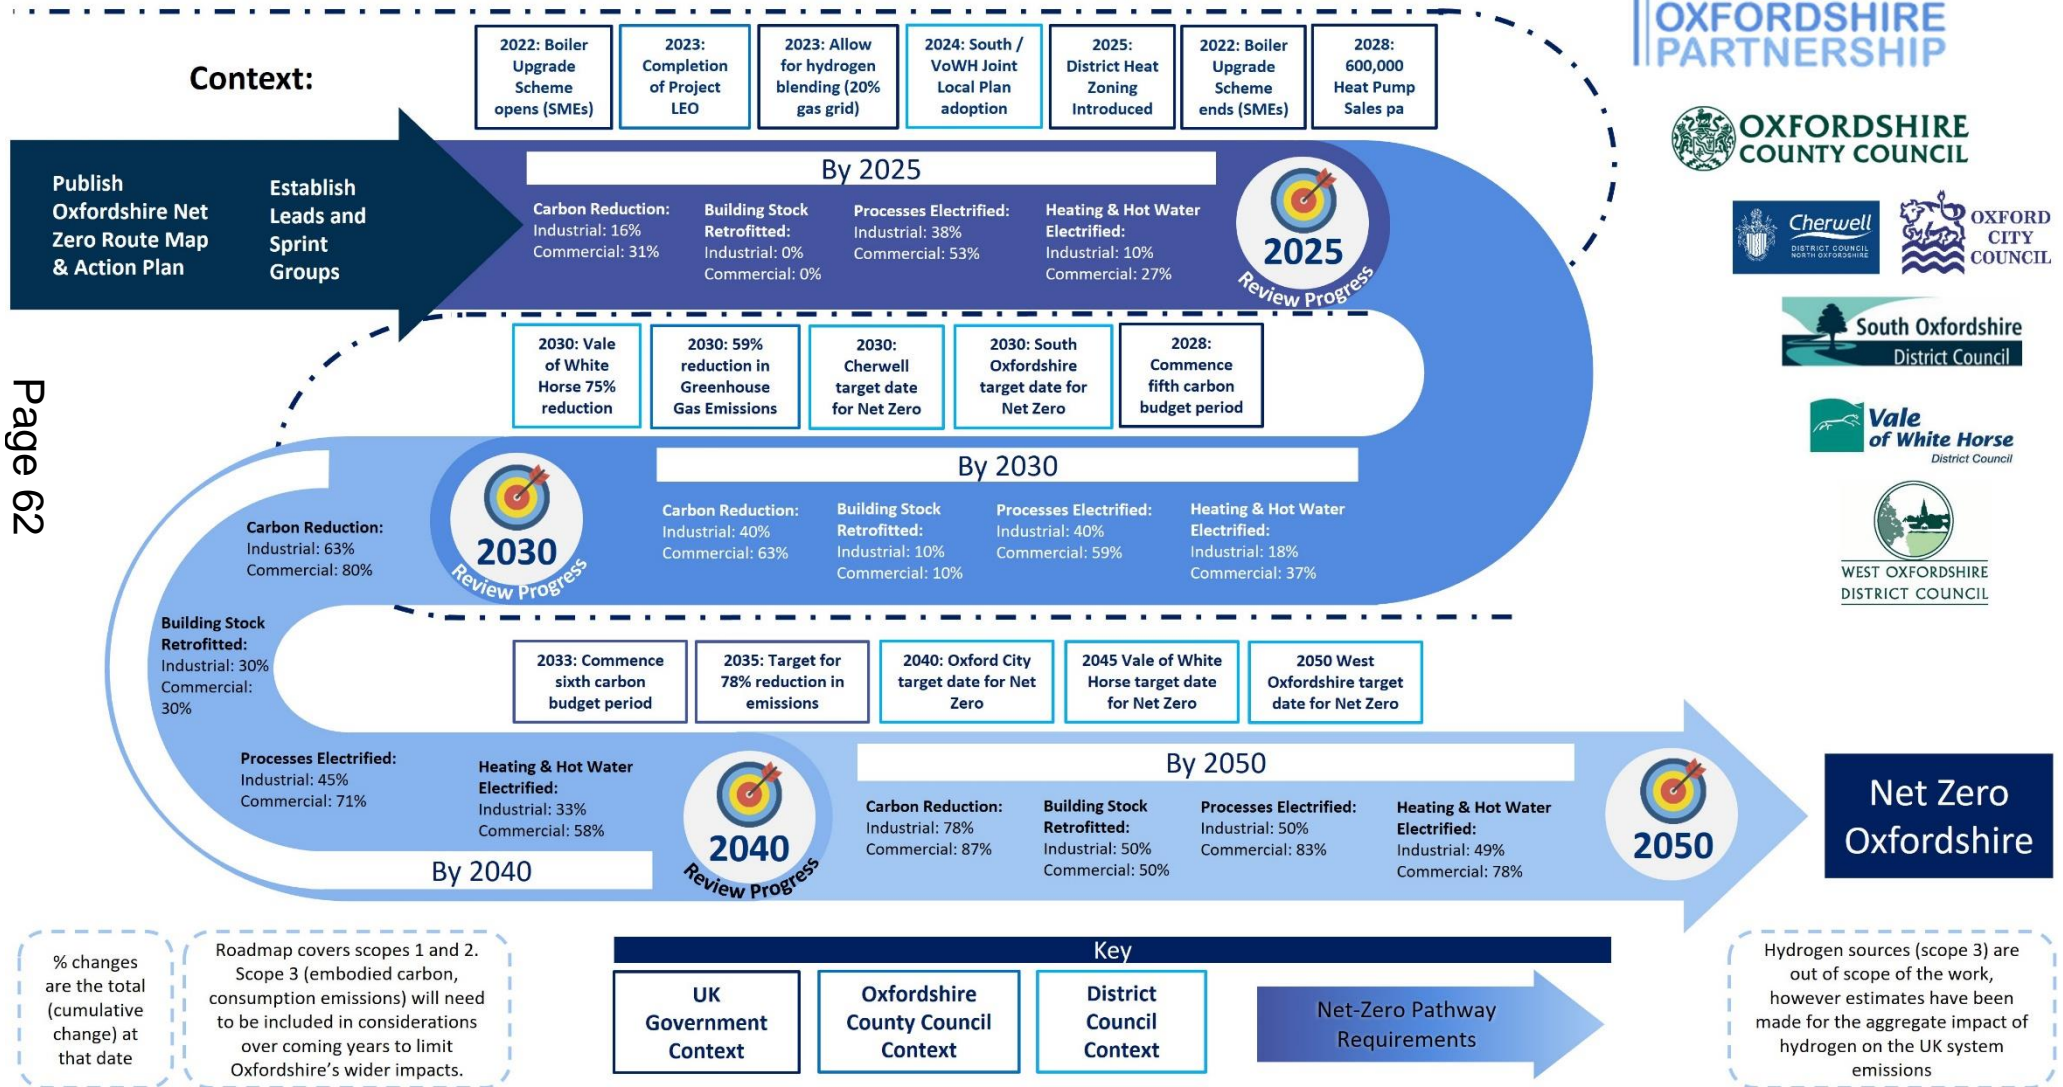 OXFORDSHIRE
PARTNERSHIP
Context:
2022: Boiler
Upgrade
Scheme
opens (SMEs)
2023:
Completion
of Project
LEO
2023: Allow
for hydrogen
blending (20%
gas grid)
2024: South /
VoWH Joint
Local Plan
adoption
2025:
District Heat
Zoning
Introduced
2022: Boiler
Upgrade
Scheme
ends (SMEs)
2028:
600,000
Heat Pump
Sales pa
OXFORDSHIRE
COUNTY COUNCIL
Cherwell
DISTRICT COUNCIL
NORTH OXFORDSHIRE
OXFORD
CITY
COUNCIL
South Oxfordshire
District Council
Vale
of White Horse
District Council
WEST OXFORDSHIRE
DISTRICT COUNCIL
Publish
Oxfordshire Net
Zero Route Map
& Action Plan
Establish
Leads and
Sprint
Groups
By 2025
Carbon Reduction:
Industrial: 16%
Commercial: 31%
Building Stock
Retrofitted:
Industrial: 0%
Commercial: 0%
Processes Electrified:
Industrial: 38%
Commercial: 53%
Heating & Hot Water
Electrified:
Industrial: 10%
Commercial: 27%
2025
Review Progress
2030: Vale
of White
Horse 75%
reduction
2030: 59%
reduction in
Greenhouse
Gas Emissions
2030:
Cherwell
target date
for Net Zero
2030: South
Oxfordshire
target date for
Net Zero
2028:
Commence
fifth carbon
budget period
Page 62
By 2030
Carbon Reduction:
Industrial: 40%
Commercial: 63%
Building Stock
Retrofitted:
Industrial: 10%
Commercial: 10%
Processes Electrified:
Industrial: 40%
Commercial: 59%
Heating & Hot Water
Electrified:
Industrial: 18%
Commercial: 37%
2030
Review Progress
Carbon Reduction:
Industrial: 63%
Commercial: 80%
Building Stock
Retrofitted:
Industrial: 30%
Commercial:
30%
Processes Electrified:
Industrial: 45%
Commercial: 71%
Heating & Hot Water
Electrified:
Industrial: 33%
Commercial: 58%
By 2040
2040
Review Progress
2033: Commence
sixth carbon
budget period
2035: Target for
78% reduction in
emissions
2040: Oxford City
target date for Net
Zero
2045 Vale of White
Horse target date
for Net Zero
2050 West
Oxfordshire target
date for Net Zero
By 2050
Carbon Reduction:
Industrial: 78%
Commercial: 87%
Building Stock
Retrofitted:
Industrial: 50%
Commercial: 50%
Processes Electrified:
Industrial: 50%
Commercial: 83%
Heating & Hot Water
Electrified:
Industrial: 49%
Commercial: 78%
2050
Net Zero
Oxfordshire
% changes
are the total
(cumulative
change) at
that date
Roadmap covers scopes 1 and 2.
Scope 3 (embodied carbon,
consumption emissions) will need
to be included in considerations
over coming years to limit
Oxfordshire's wider impacts.
Key
UK
Government
Context
Oxfordshire
County Council
Context
District
Council
Context
Net-Zero Pathway
Requirements
Hydrogen sources (scope 3) are
out of scope of the work,
however estimates have been
made for the aggregate impact of
hydrogen on the UK system
emissions